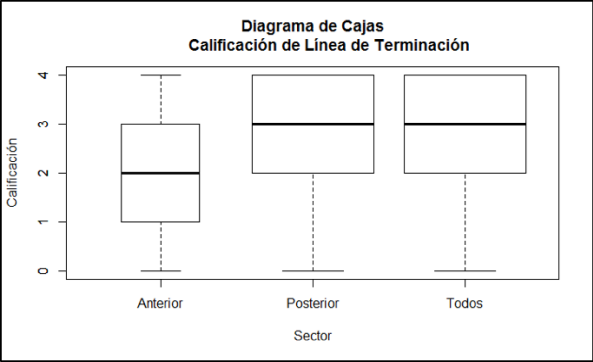 Diagrama de Cajas
Calificación de Línea de Terminación
Calificación
4
3
2
1
0
Anterior Posterior Todos
Sector